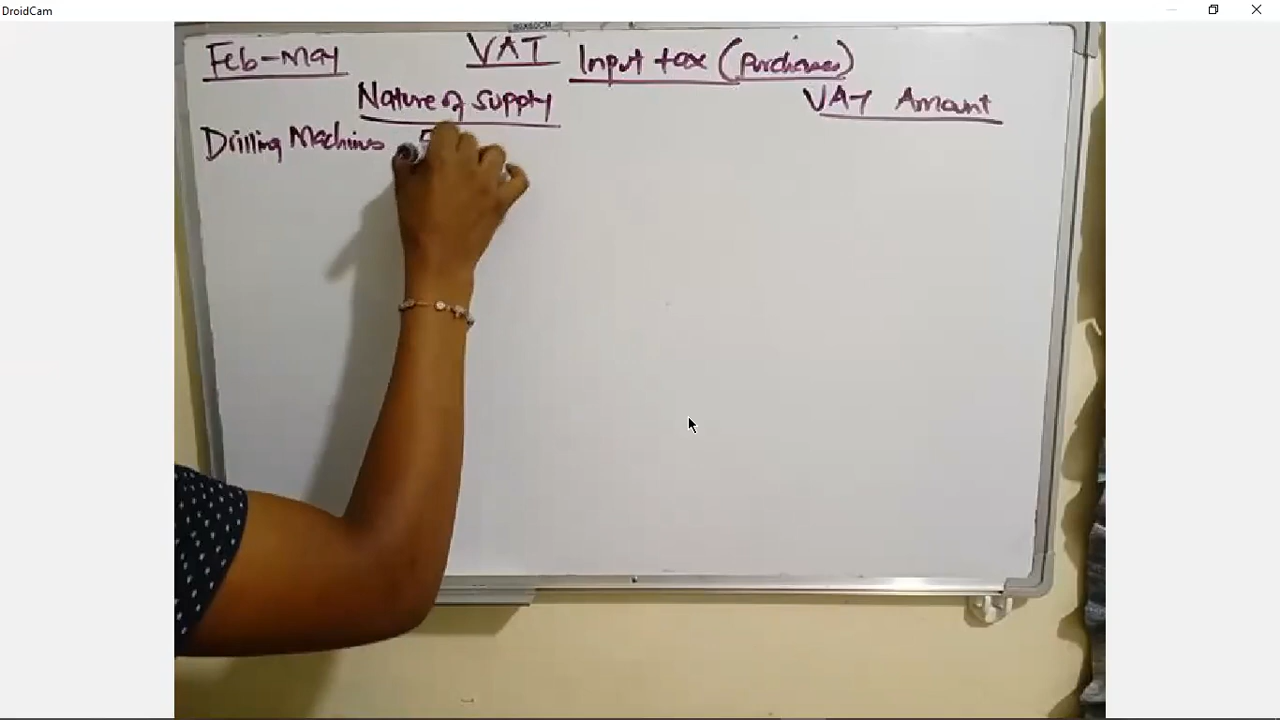 DroidCam
Feb-May VAT Input tax (purchases)
Nature of supply VAT Amount
Drilling Machines